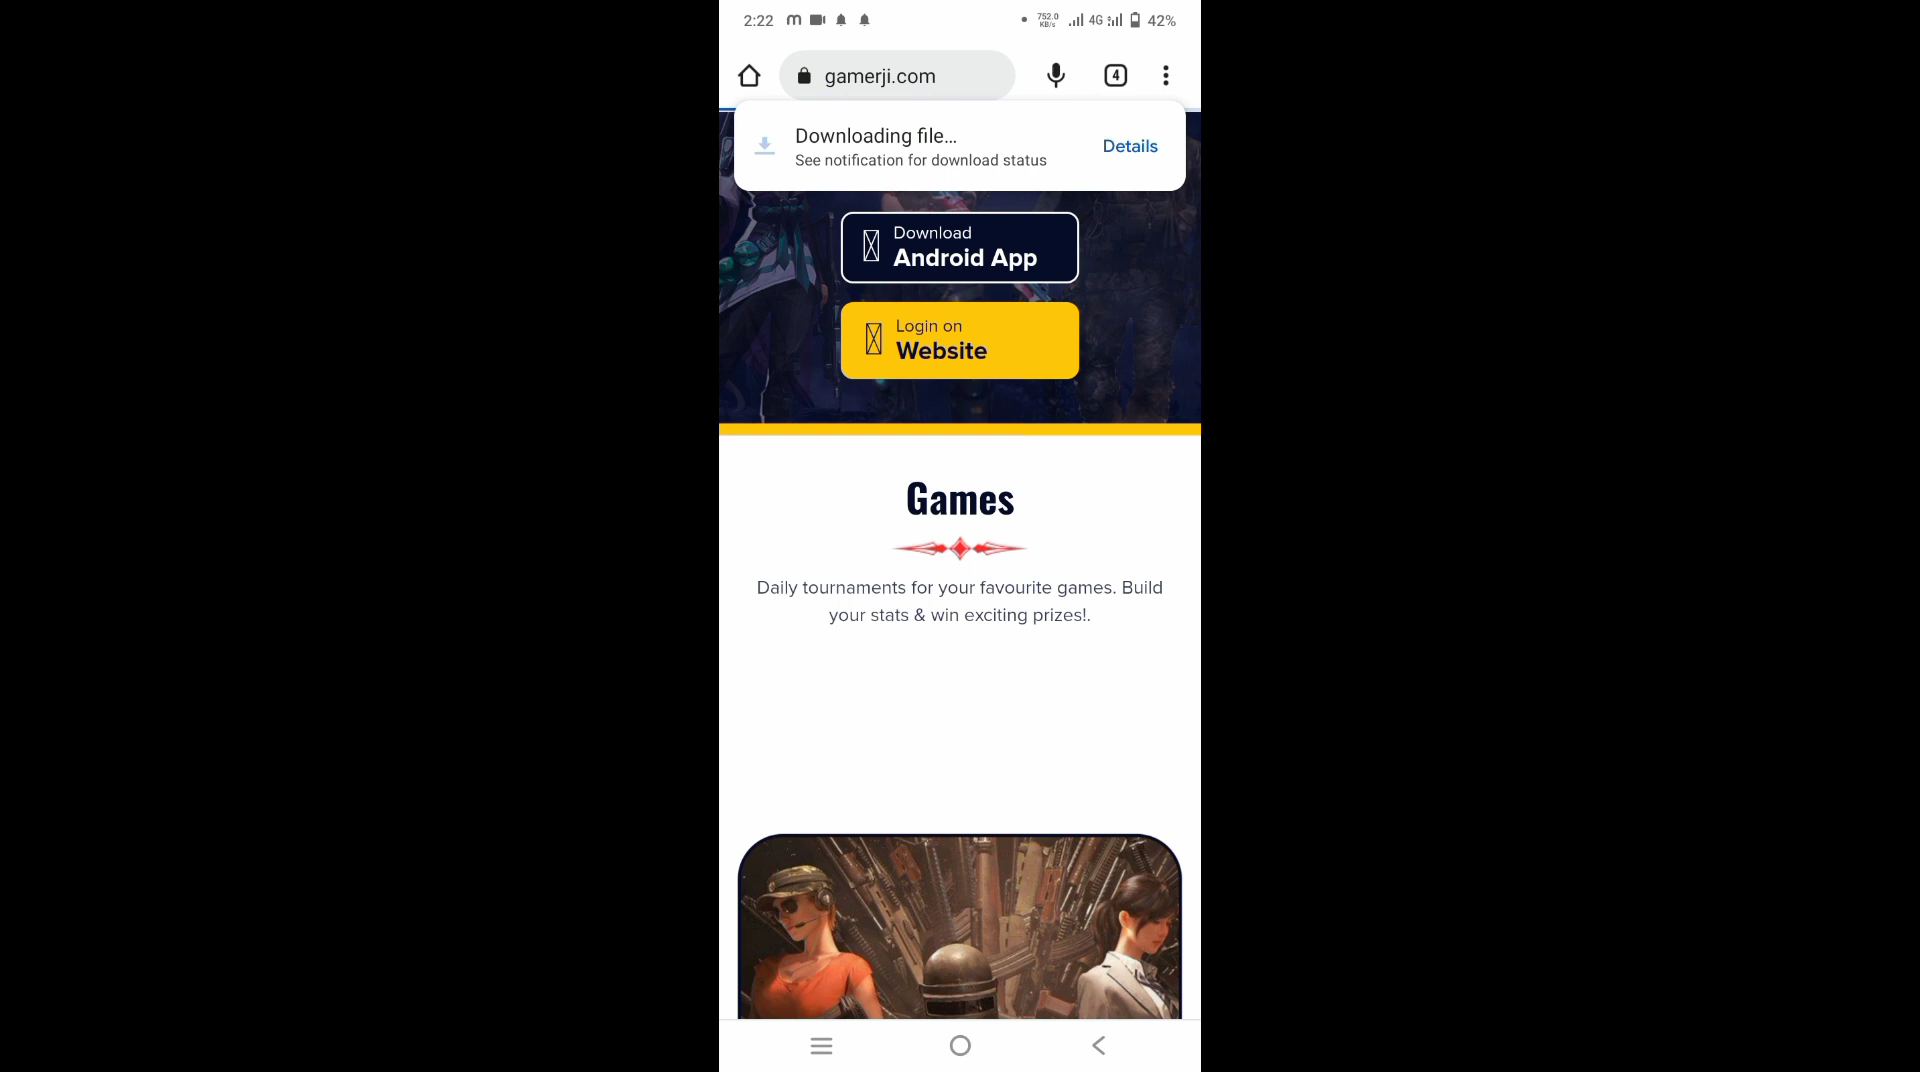 2:22 752.0 KB/s 4G 42%
gamerji.com 4
Downloading file...
See notification for download status
Details
Download
Android App
Login on
Website
Games
Daily tournaments for your favourite games. Build
your stats & win exciting prizes!.